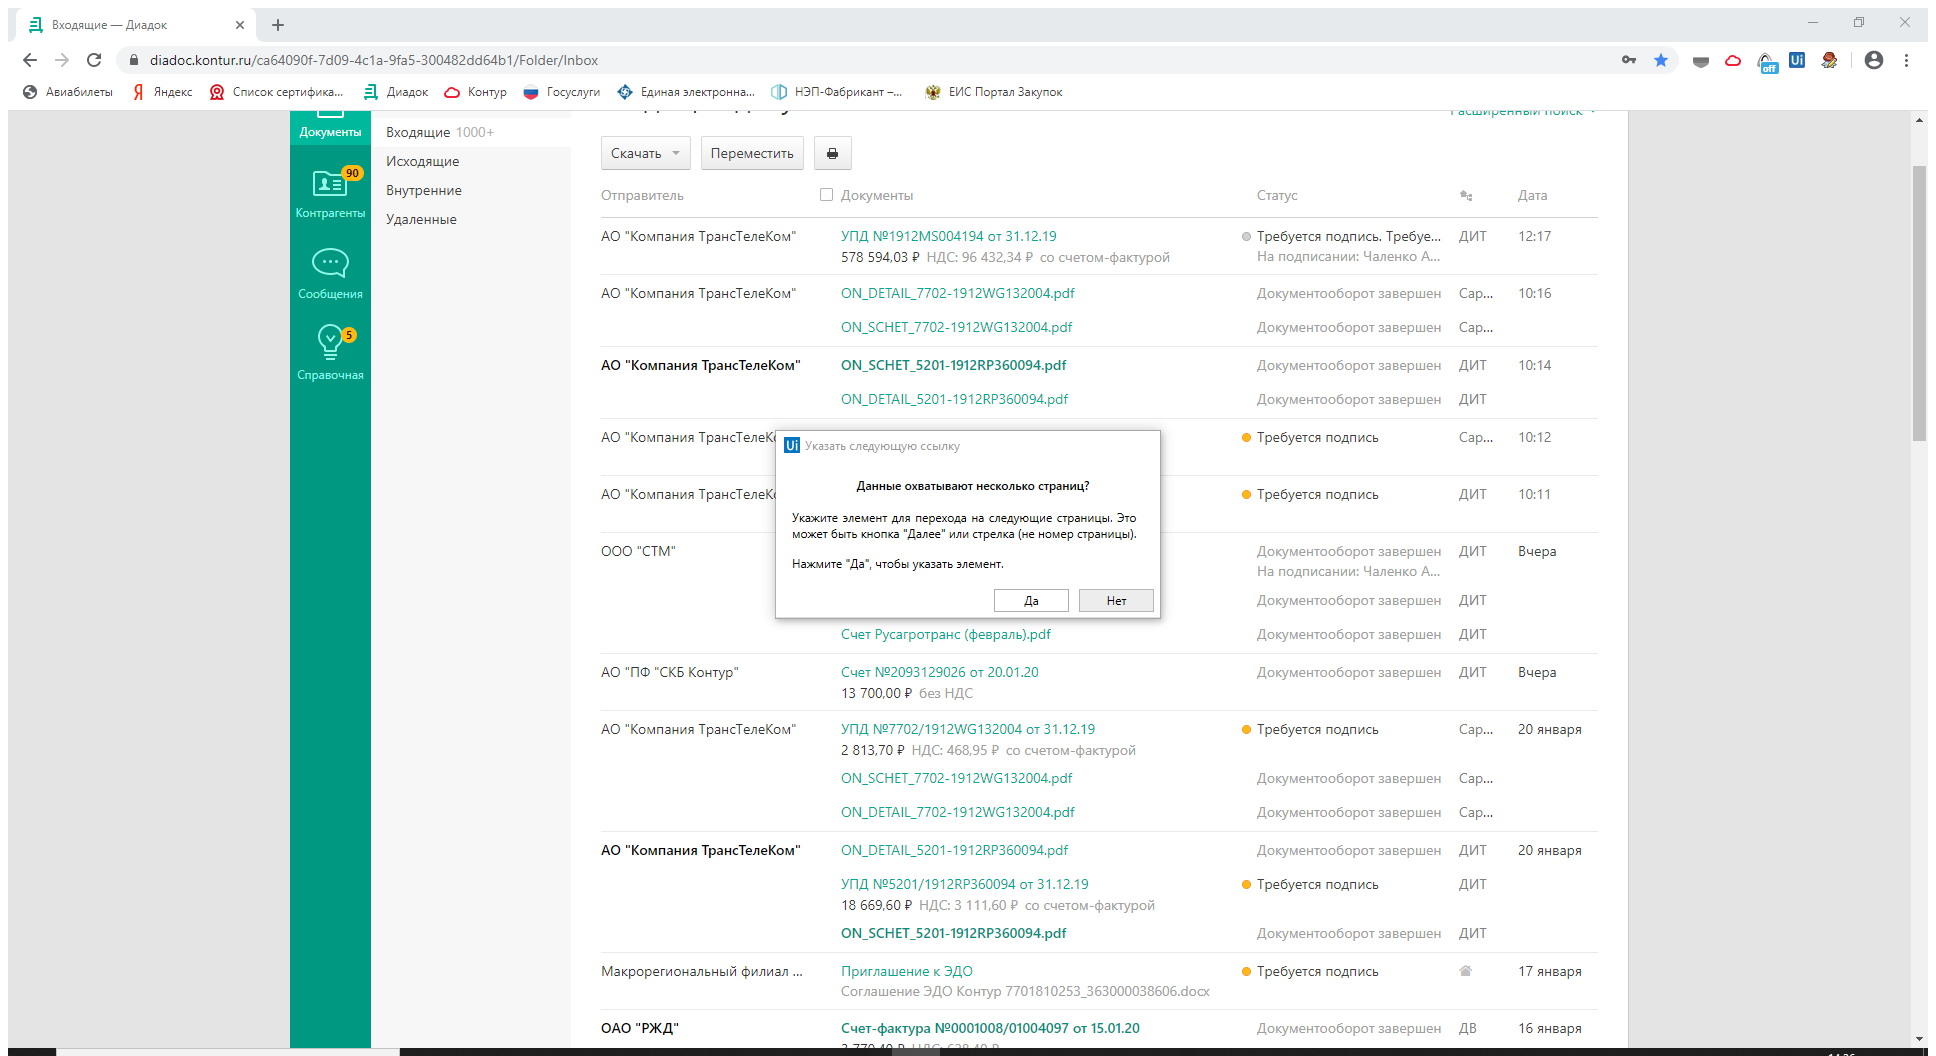 Входящие — Диадок
diadoc.kontur.ru/ca64090f-7d09-4c1a-9fa5-300482dd64b1/Folder/Inbox
off
Ui
Авиабилеты
Яндекс
Список сертифика...
Диадок
Контур
Госуслуги
Единая электронна...
НЭП-Фабрикант –...
ЕИС Портал Закупок
Документы
90
Контрагенты
Сообщения
5
Справочная
Входящие 1000+
Исходящие
Внутренние
Удаленные
Расширенный поиск
Скачать
Переместить
Отправитель Документы Статус Дата
АО "Компания ТрансТелеКом" УПД №1912MS004194 от 31.12.19 Требуется подпись. Требуе... ДИТ 12:17
578 594,03 ₽ НДС: 96 432,34 ₽ со счетом-фактурой На подписании: Чаленко А...
АО "Компания ТрансТелеКом" ON_DETAIL_7702-1912WG132004.pdf Документооборот завершен Сар... 10:16
ON_SCHET_7702-1912WG132004.pdf Документооборот завершен Сар...
АО "Компания ТрансТелеКом" ON_SCHET_5201-1912RP360094.pdf Документооборот завершен ДИТ 10:14
ON_DETAIL_5201-1912RP360094.pdf Документооборот завершен ДИТ
АО "Компания ТрансТелеКо Требуется подпись Сар... 10:12
АО "Компания ТрансТелеКо Требуется подпись ДИТ 10:11
ООО "СТМ" Документооборот завершен ДИТ Вчера
На подписании: Чаленко А...
Документооборот завершен ДИТ
Счет Русагротранс (февраль).pdf Документооборот завершен ДИТ
Ui Указать следующую ссылку
Данные охватывают несколько страниц?
Укажите элемент для перехода на следующие страницы. Это
может быть кнопка "Далее" или стрелка (не номер страницы).
Нажмите "Да", чтобы указать элемент.
Да Нет
АО "ПФ "СКБ Контур" Счет №2093129026 от 20.01.20 Документооборот завершен ДИТ Вчера
13 700,00 ₽ без НДС
АО "Компания ТрансТелеКом" УПД №7702/1912WG132004 от 31.12.19 Требуется подпись Сар... 20 января
2 813,70 ₽ НДС: 468,95 ₽ со счетом-фактурой
ON_SCHET_7702-1912WG132004.pdf Документооборот завершен Сар...
ON_DETAIL_7702-1912WG132004.pdf Документооборот завершен Сар...
АО "Компания ТрансТелеКом" ON_DETAIL_5201-1912RP360094.pdf Документооборот завершен ДИТ 20 января
УПД №5201/1912RP360094 от 31.12.19 Требуется подпись ДИТ
18 669,60 ₽ НДС: 3 111,60 ₽ со счетом-фактурой
ON_SCHET_5201-1912RP360094.pdf Документооборот завершен ДИТ
Макрорегиональный филиал ... Приглашение к ЭДО Требуется подпись 17 января
Соглашение ЭДО Контур 7701810253_363000038606.docx
ОАО "РЖД" Счет-фактура №0001008/01004097 от 15.01.20 Документооборот завершен ДВ 16 января
3 770,40 ₽ НДС: 628,40 ₽